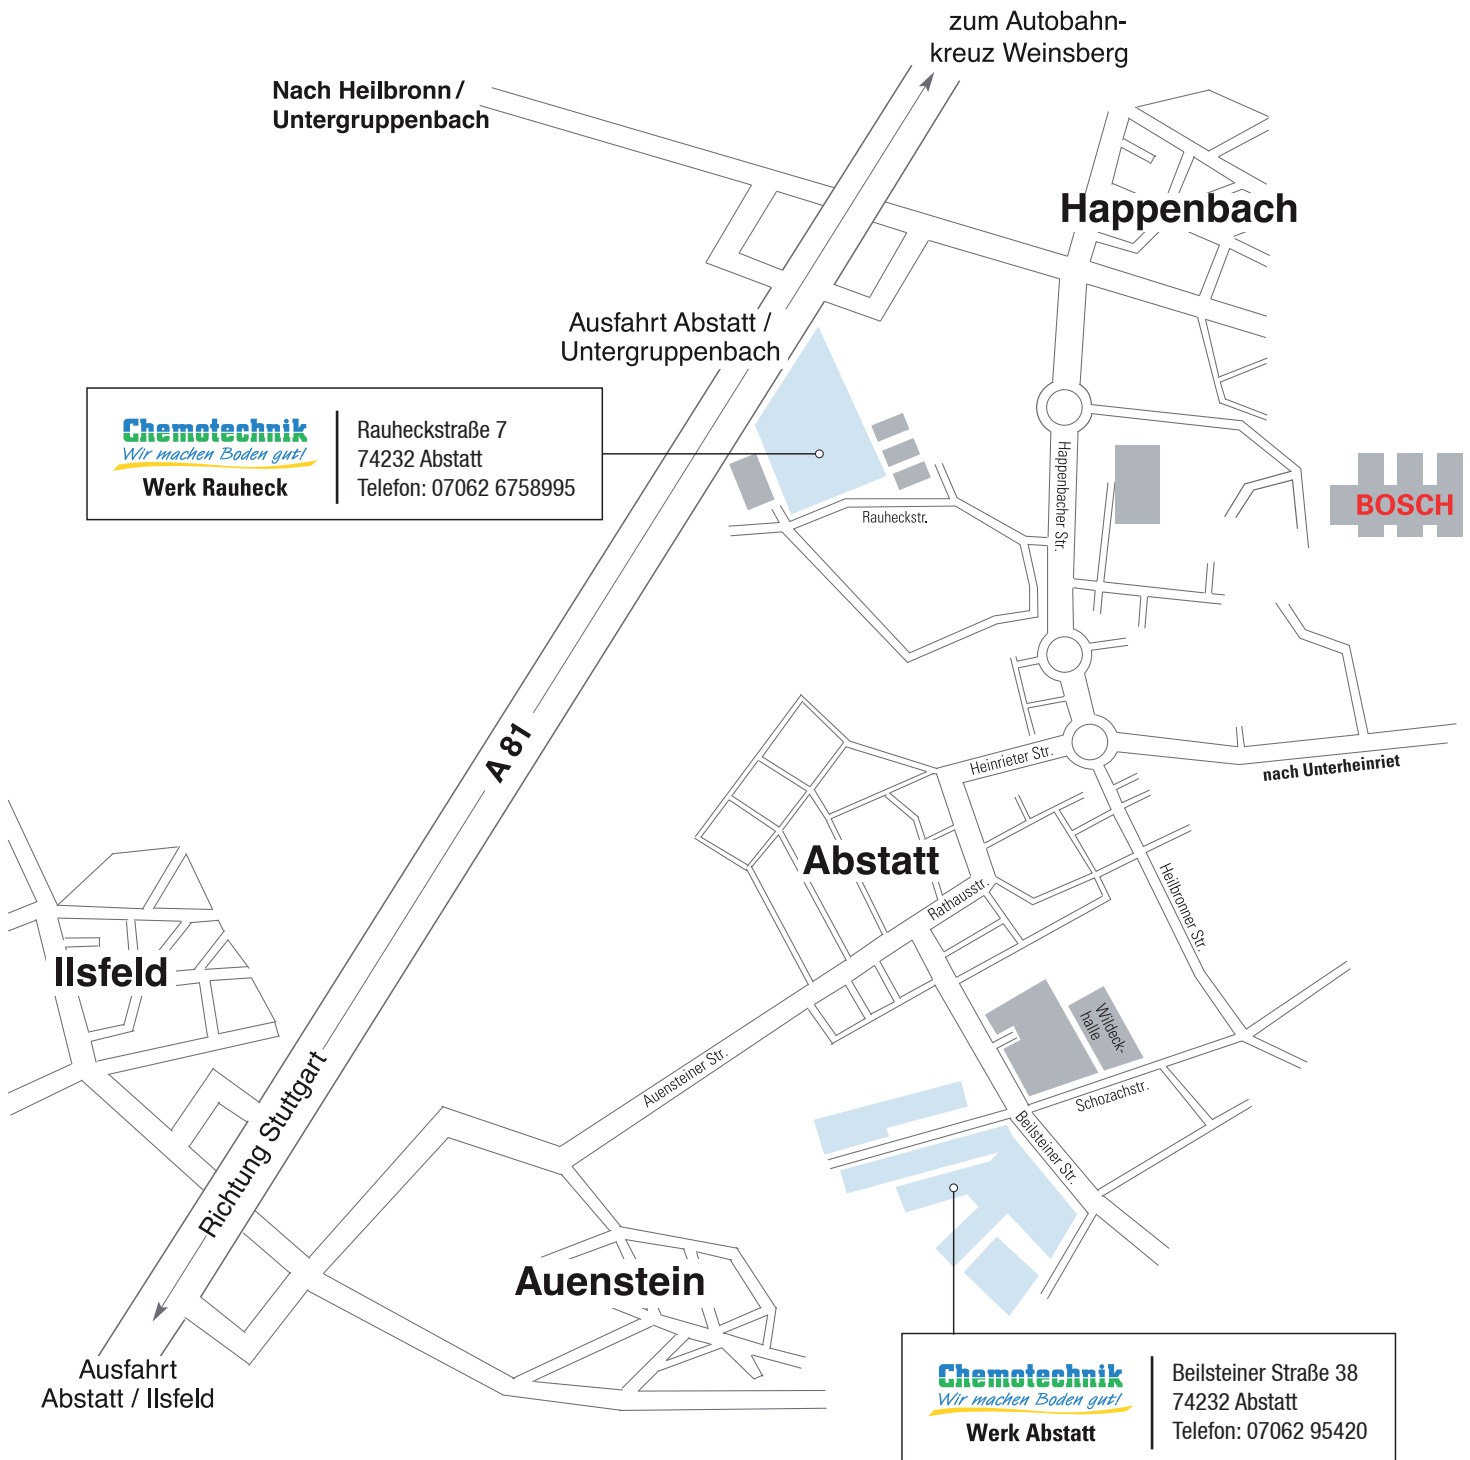 zum Autobahn-
kreuz Weinsberg
Nach Heilbronn /
Untergruppenbach
Happenbach
Ausfahrt Abstatt /
Untergruppenbach
Chemotechnik
Wir machen Boden gut!
Werk Rauheck
Rauheckstraße 7
74232 Abstatt
Telefon: 07062 6758995
Rauheckstr.
Happenbacher Str.
BOSCH
A 81
Heinrieter Str.
nach Unterheinriet
Abstatt
Rathausstr.
Heilbronner Str.
Ilsfeld
Wildeck-
halle
Auensteiner Str.
Schozachstr.
Beilsteiner Str.
Richtung Stuttgart
Auenstein
Ausfahrt
Abstatt / Ilsfeld
Chemotechnik
Wir machen Boden gut!
Werk Abstatt
Beilsteiner Straße 38
74232 Abstatt
Telefon: 07062 95420